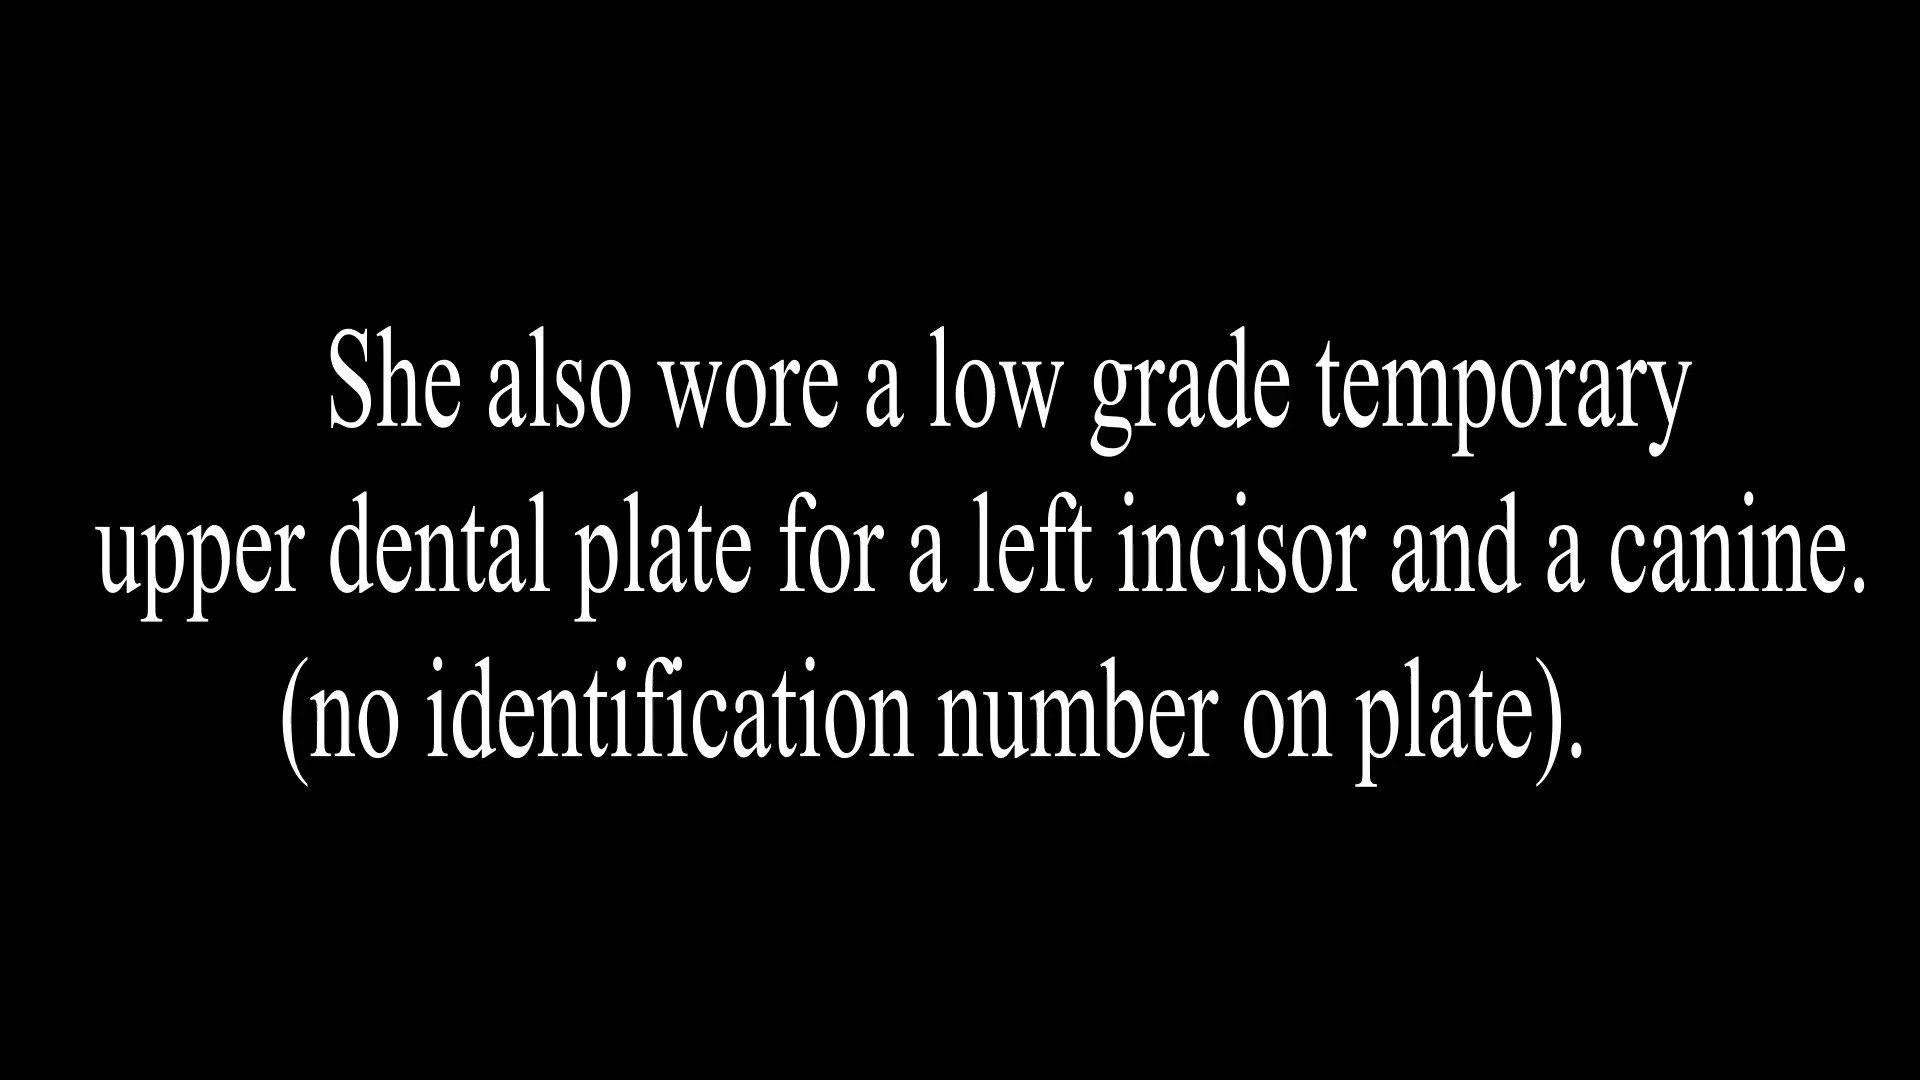 She also wore a low grade temporary
upper dental plate for a left incisor and a canine.
(no identification number on plate).